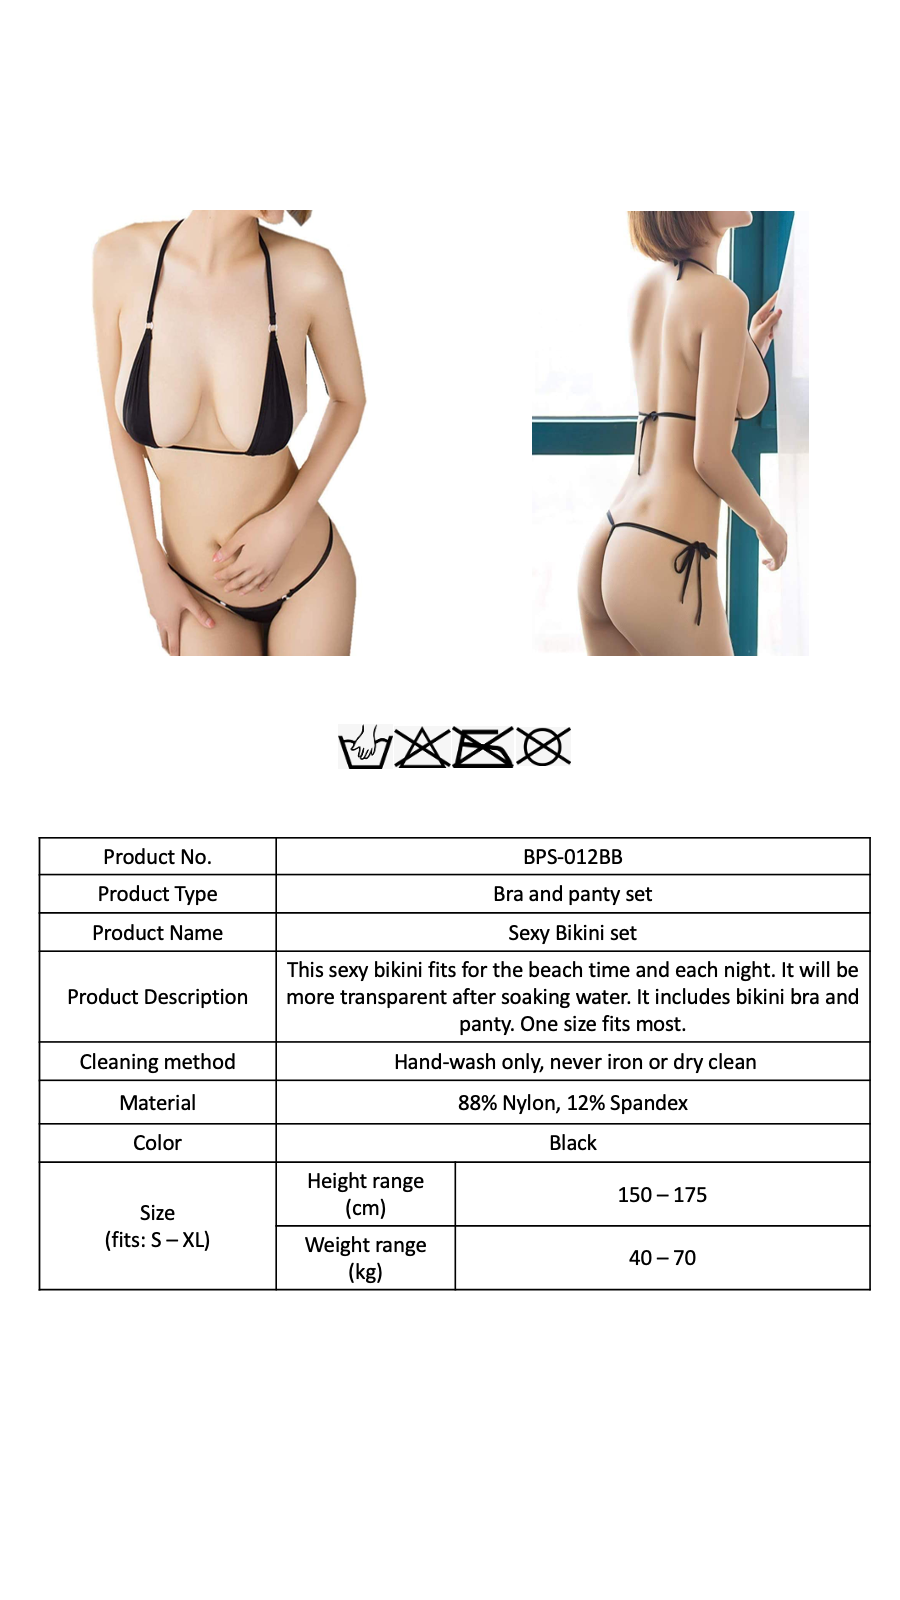 Product No.
BPS-012BB
Product Type
Bra and panty set
Product Name
Sexy Bikini set
Product Description
This sexy bikini fits for the beach time and each night. It will be
more transparent after soaking water. It includes bikini bra and
panty. One size fits most.
Cleaning method
Hand-wash only, never iron or dry clean
Material
88% Nylon, 12% Spandex
Color
Black
Size
(fits: S – XL)
Height range
(cm)
150 – 175
Weight range
(kg)
40 – 70